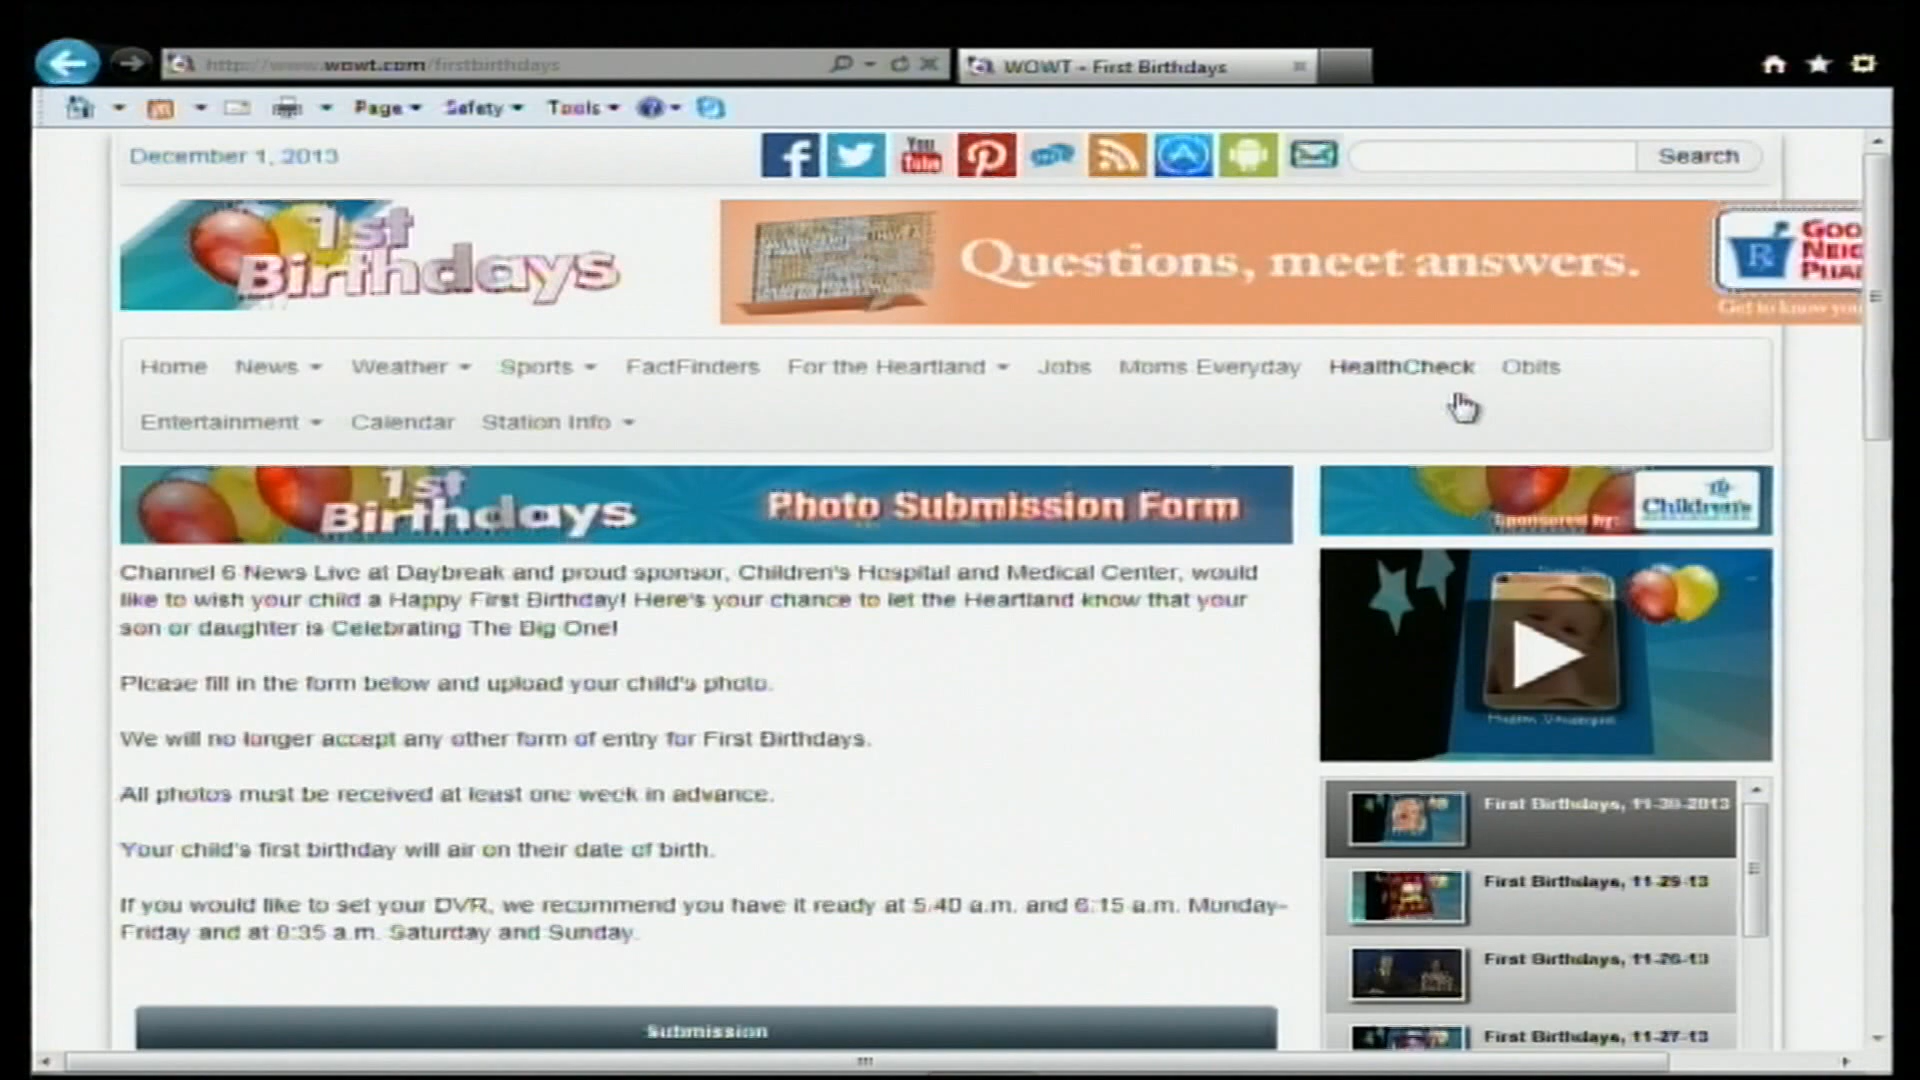 http://www.wowt.com/firstbirthdays
WOWT - First Birthdays
Page Safety Tools
December 1, 2013
You
Tube
Search
1st
Birthdays
Questions, meet answers.
Home News Weather Sports FactFinders For the Heartland Jobs Moms Everyday HealthCheck Obits
Entertainment Calendar Station Info
1st
Birthdays
Photo Submission Form
Sponsored by:
Children's
Channel 6 News Live at Daybreak and proud sponsor, Children's Hospital and Medical Center, would
like to wish your child a Happy First Birthday! Here's your chance to let the Heartland know that your
son or daughter is Celebrating The Big One!
Please fill in the form below and upload your child's photo.
We will no longer accept any other form of entry for First Birthdays.
All photos must be received at least one week in advance.
Your child's first birthday will air on their date of birth.
If you would like to set your DVR, we recommend you have it ready at 5:40 a.m. and 6:15 a.m. Monday-
Friday and at 8:35 a.m. Saturday and Sunday.
Submission
First Birthdays, 11-30-2013
First Birthdays, 11-29-13
First Birthdays, 11-26-13
First Birthdays, 11-27-13